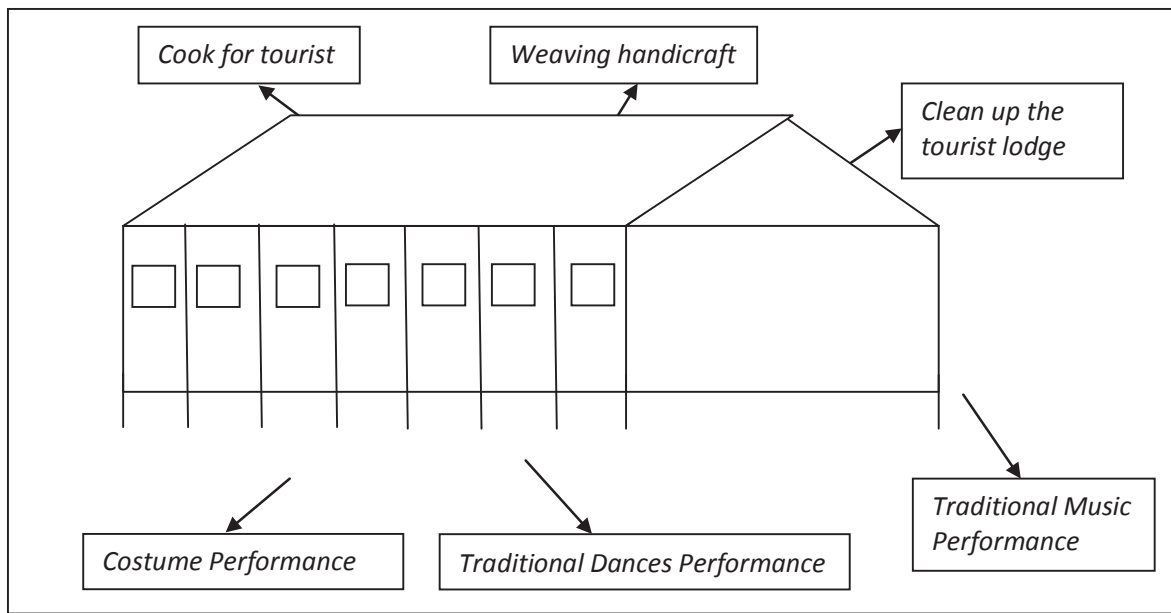 Cook for tourist
Weaving handicraft
Clean up the
tourist lodge
Traditional Music
Performance
Costume Performance
Traditional Dances Performance